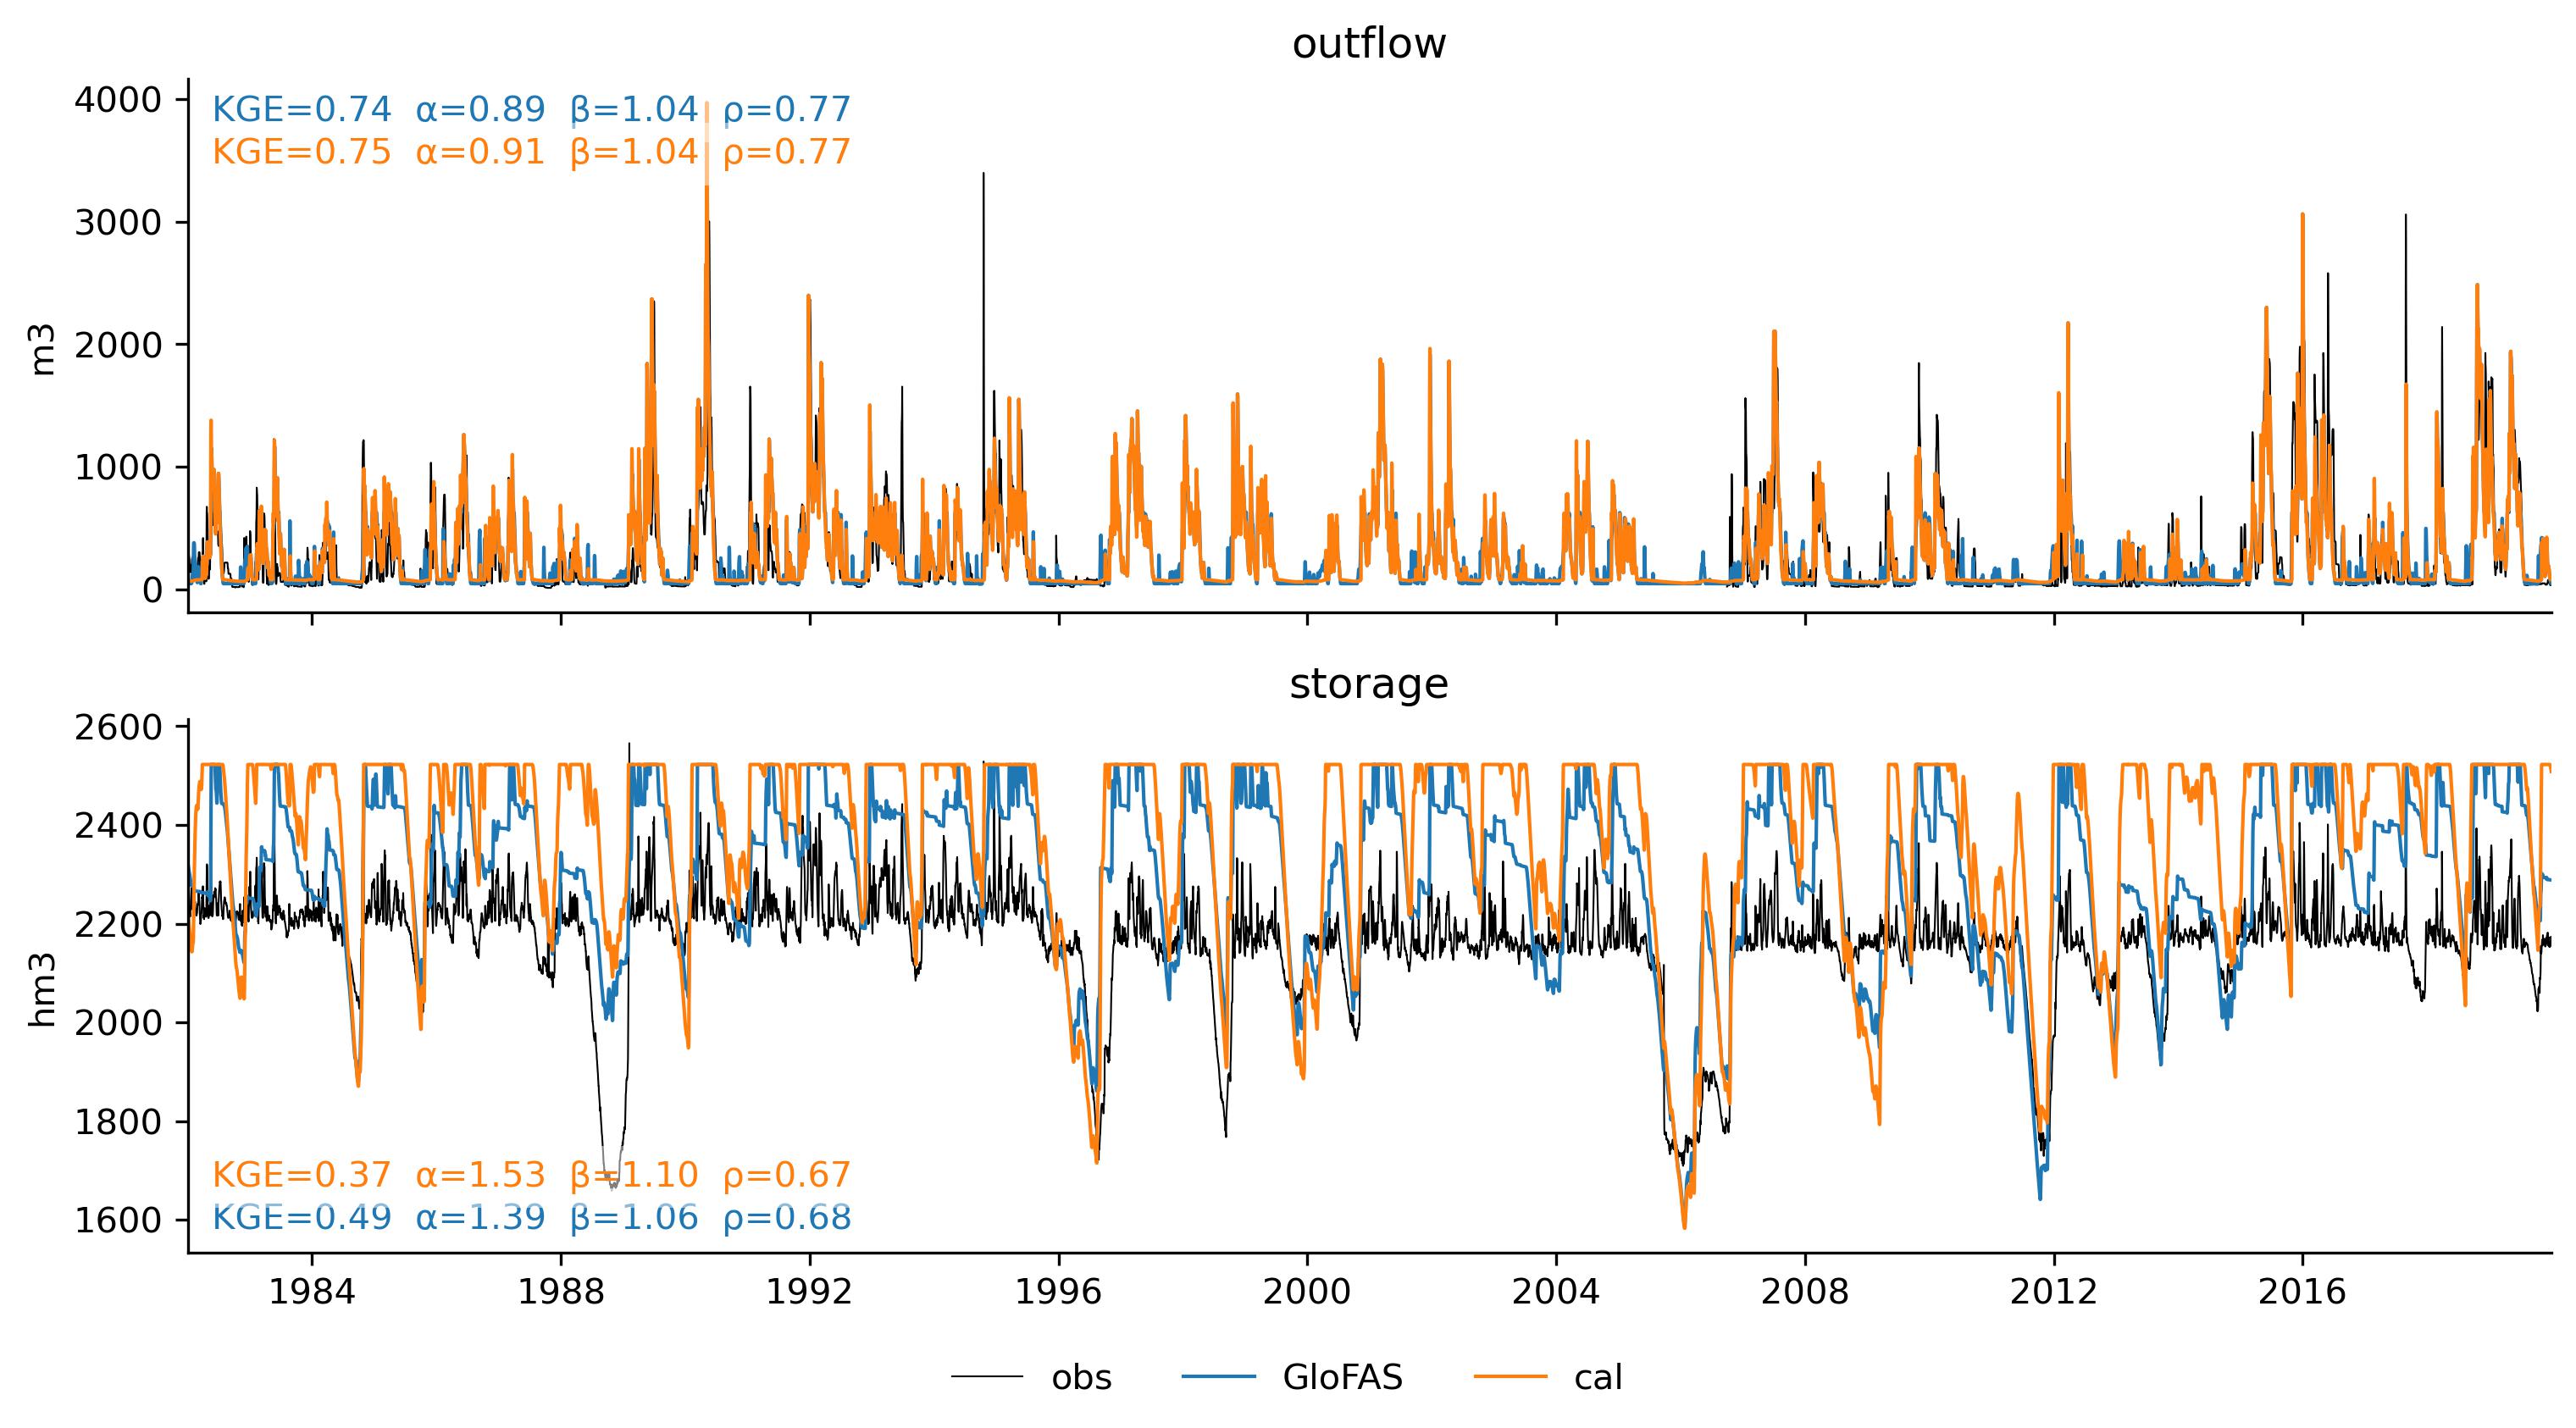 outflow
4000
3000
2000
1000
0
m3
KGE=0.74 α=0.89 β=1.04 ρ=0.77
KGE=0.75 α=0.91 β=1.04 ρ=0.77
storage
2600
2400
2200
2000
1800
1600
hm3
KGE=0.37 α=1.53 β=1.10 ρ=0.67
KGE=0.49 α=1.39 β=1.06 ρ=0.68
1984 1988 1992 1996 2000 2004 2008 2012 2016
obs GloFAS cal